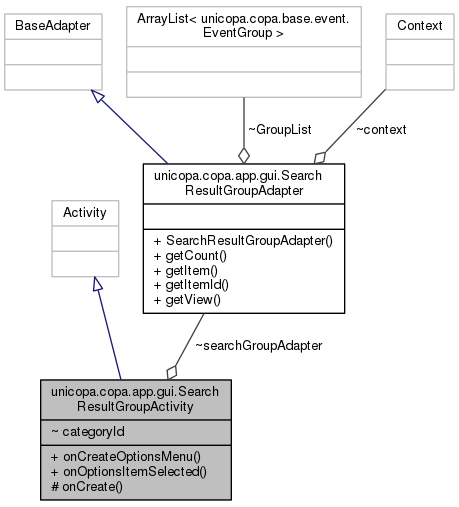 BaseAdapter
ArrayList< unicopa.copa.base.event.
EventGroup >
Context
~GroupList
~context
unicopa.copa.app.gui.Search
ResultGroupAdapter
+ SearchResultGroupAdapter()
+ getCount()
+ getItem()
+ getItemId()
+ getView()
Activity
~searchGroupAdapter
unicopa.copa.app.gui.Search
ResultGroupActivity
~ categoryId
+ onCreateOptionsMenu()
+ onOptionsItemSelected()
# onCreate()